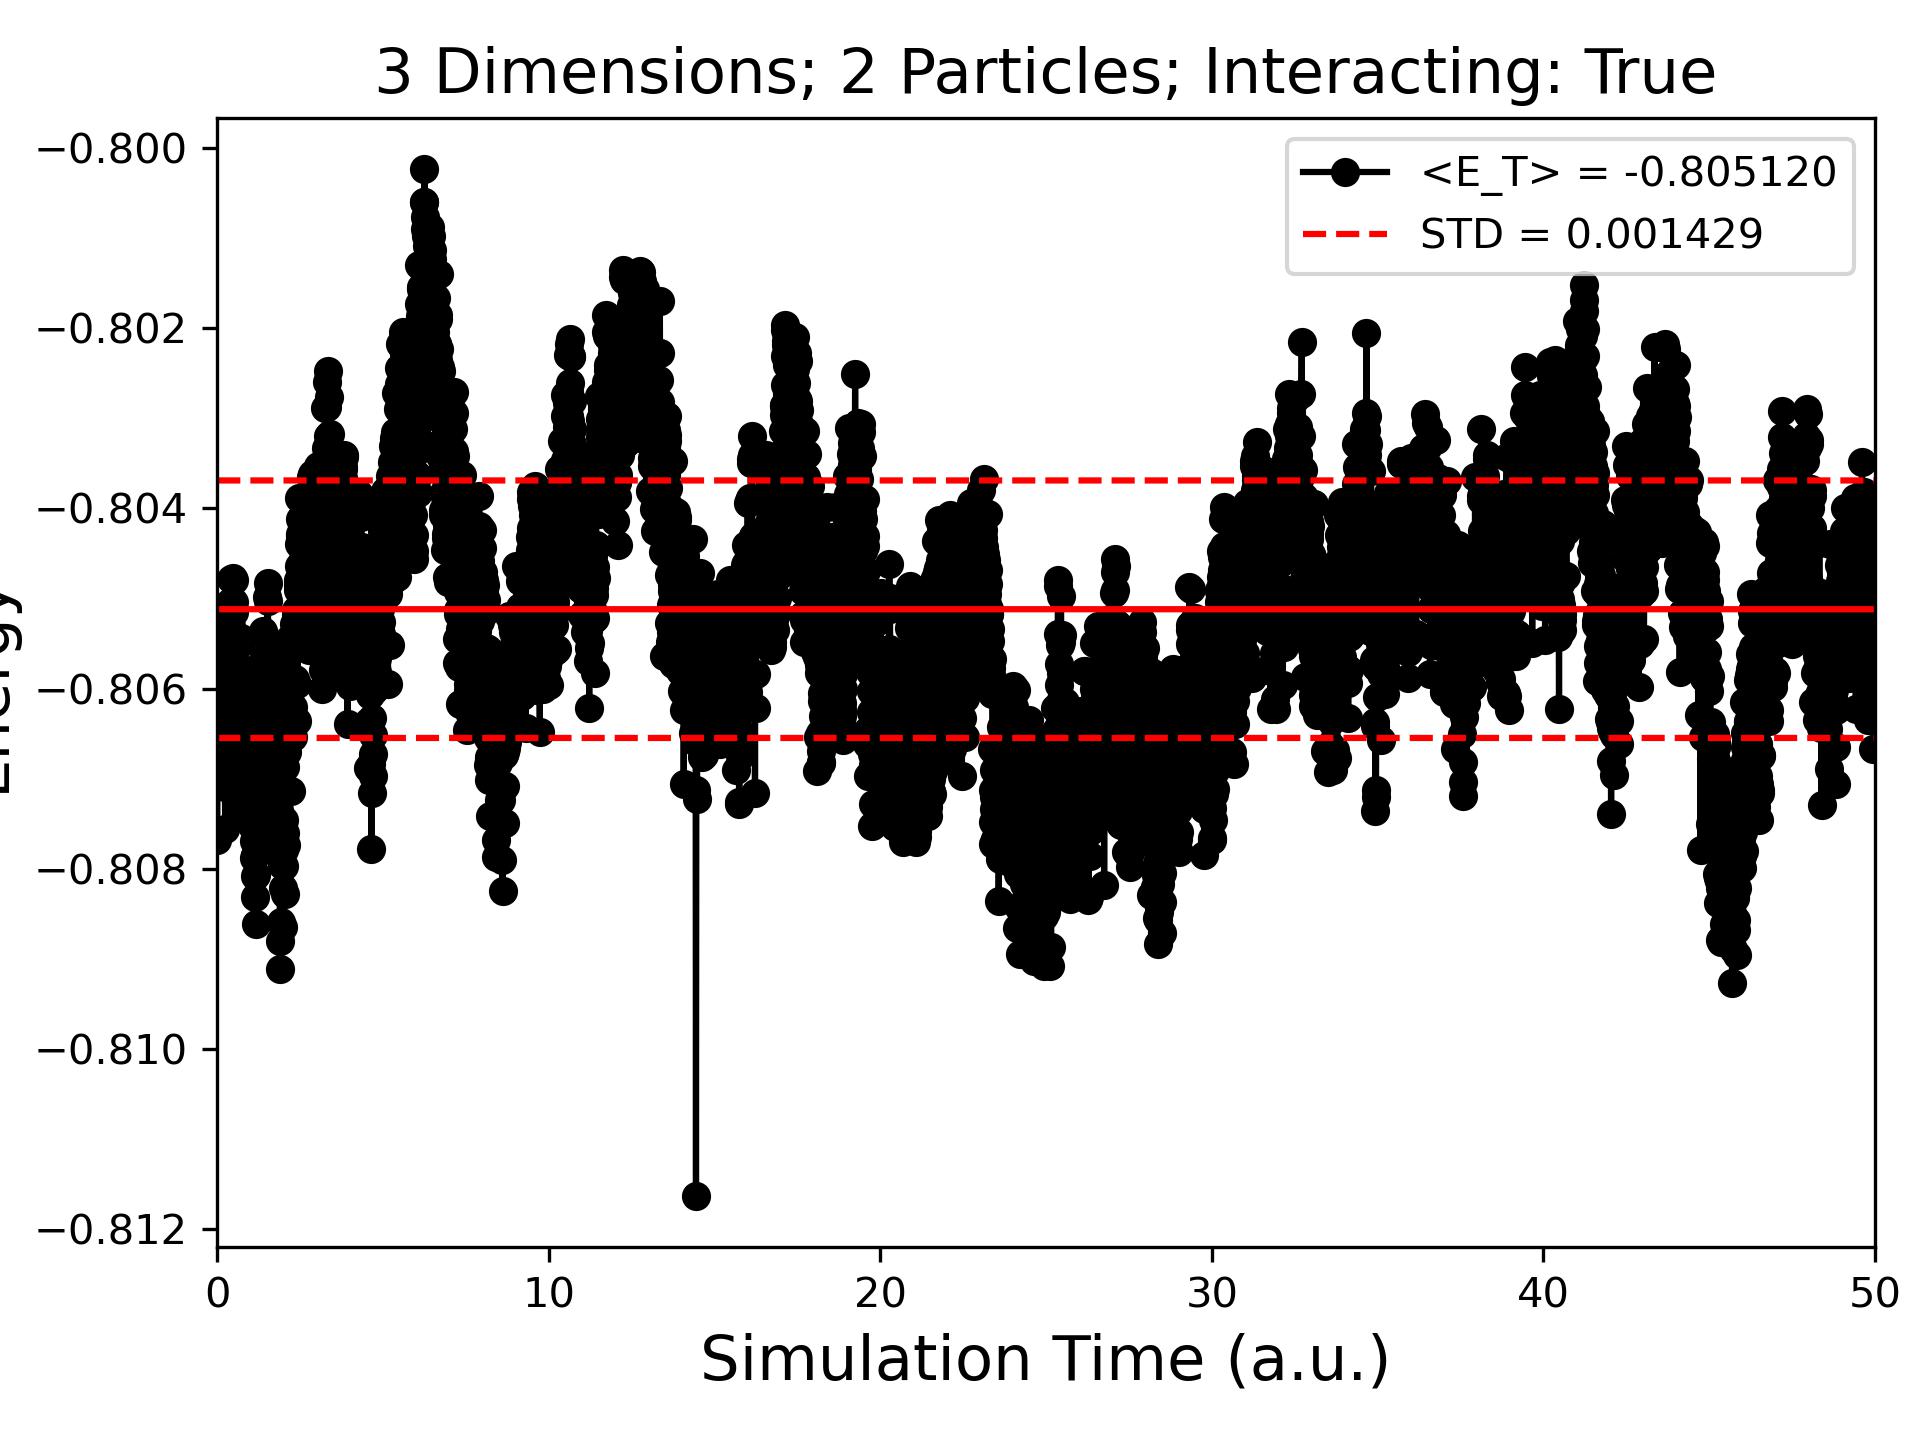 3 Dimensions; 2 Particles; Interacting: True
<E_T> = -0.805120
STD = 0.001429
−0.800
−0.802
−0.804
−0.806
−0.808
−0.810
−0.812
0 10 20 30 40 50
Simulation Time (a.u.)